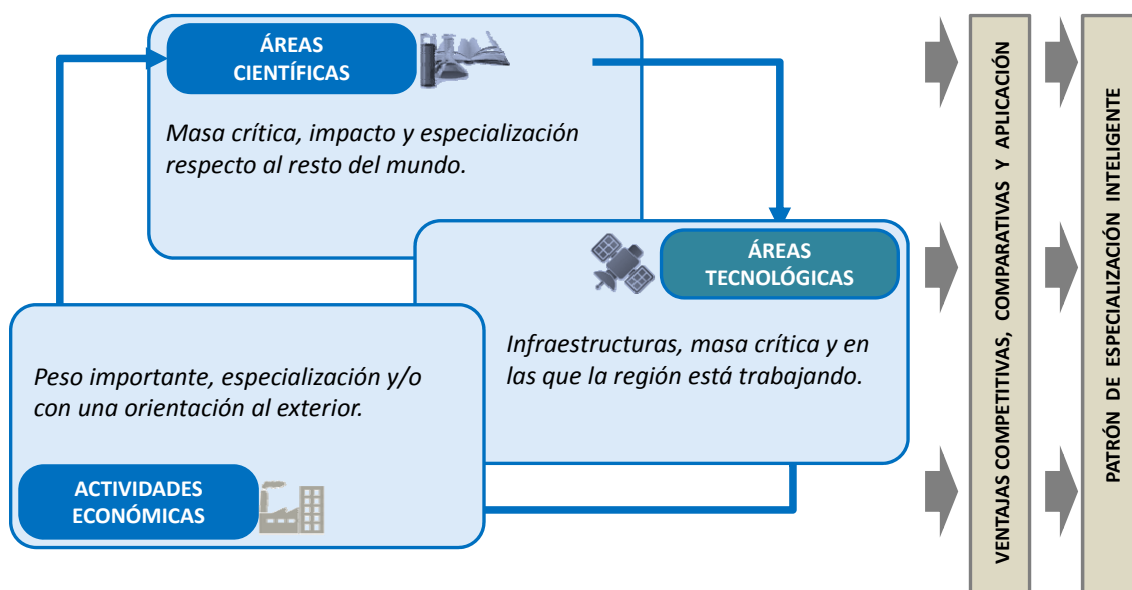 ÁREAS
CIENTÍFICAS
Masa crítica, impacto y especialización
respecto al resto del mundo.
ÁREAS
TECNOLÓGICAS
Infraestructuras, masa crítica y en
las que la región está trabajando.
Peso importante, especialización y/o
con una orientación al exterior.
ACTIVIDADES
ECONÓMICAS
VENTAJAS COMPETITIVAS, COMPARATIVAS Y APLICACIÓN
PATRÓN DE ESPECIALIZACIÓN INTELIGENTE